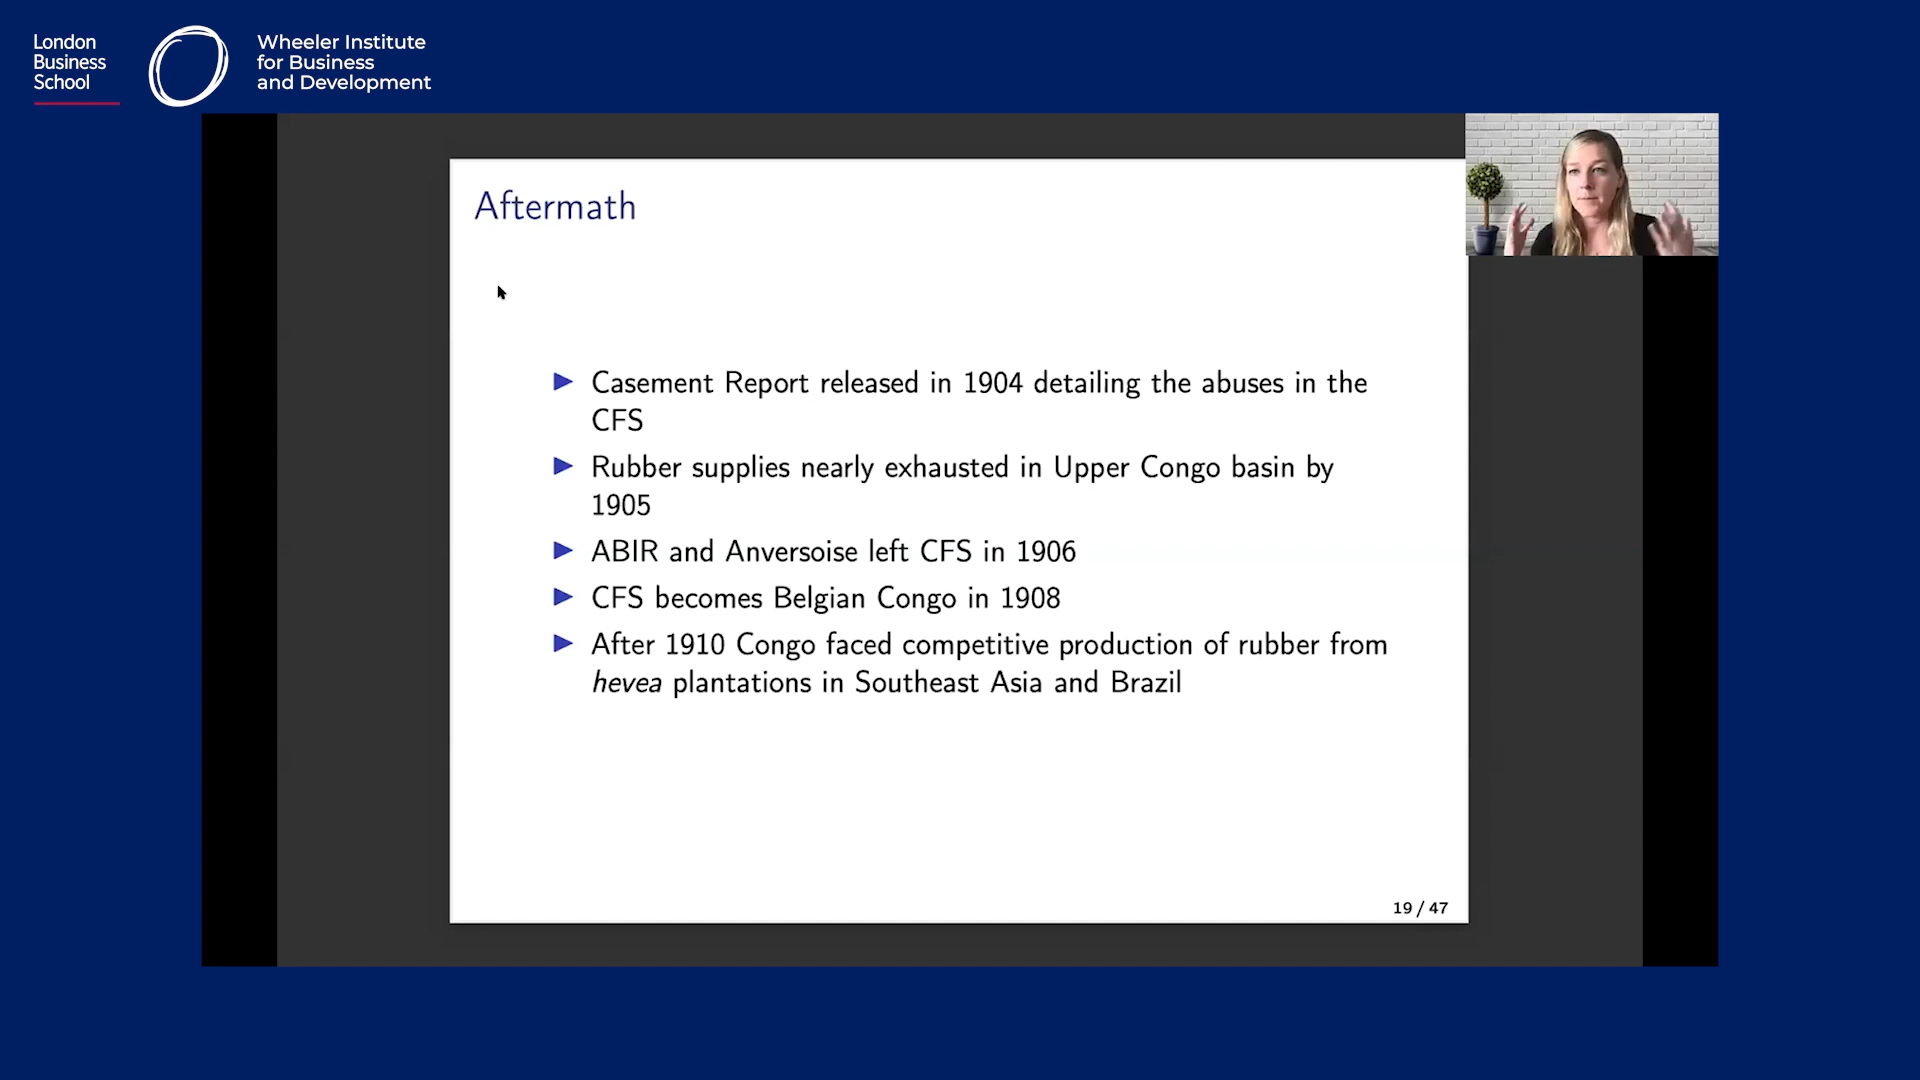 London
Business
School
Wheeler Institute
for Business
and Development
Aftermath
▶ Casement Report released in 1904 detailing the abuses in the
CFS
▶ Rubber supplies nearly exhausted in Upper Congo basin by
1905
▶ ABIR and Anversoise left CFS in 1906
▶ CFS becomes Belgian Congo in 1908
▶ After 1910 Congo faced competitive production of rubber from
hevea plantations in Southeast Asia and Brazil
19 / 47